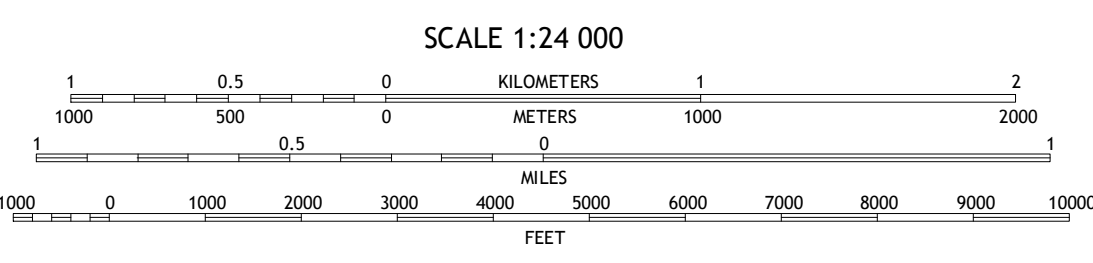 SCALE 1:24 000
1 0.5 0 KILOMETERS 1 2
1000 500 0 METERS 1000 2000
1 0.5 0 1
MILES
1000 0 1000 2000 3000 4000 5000 6000 7000 8000 9000 10000
FEET